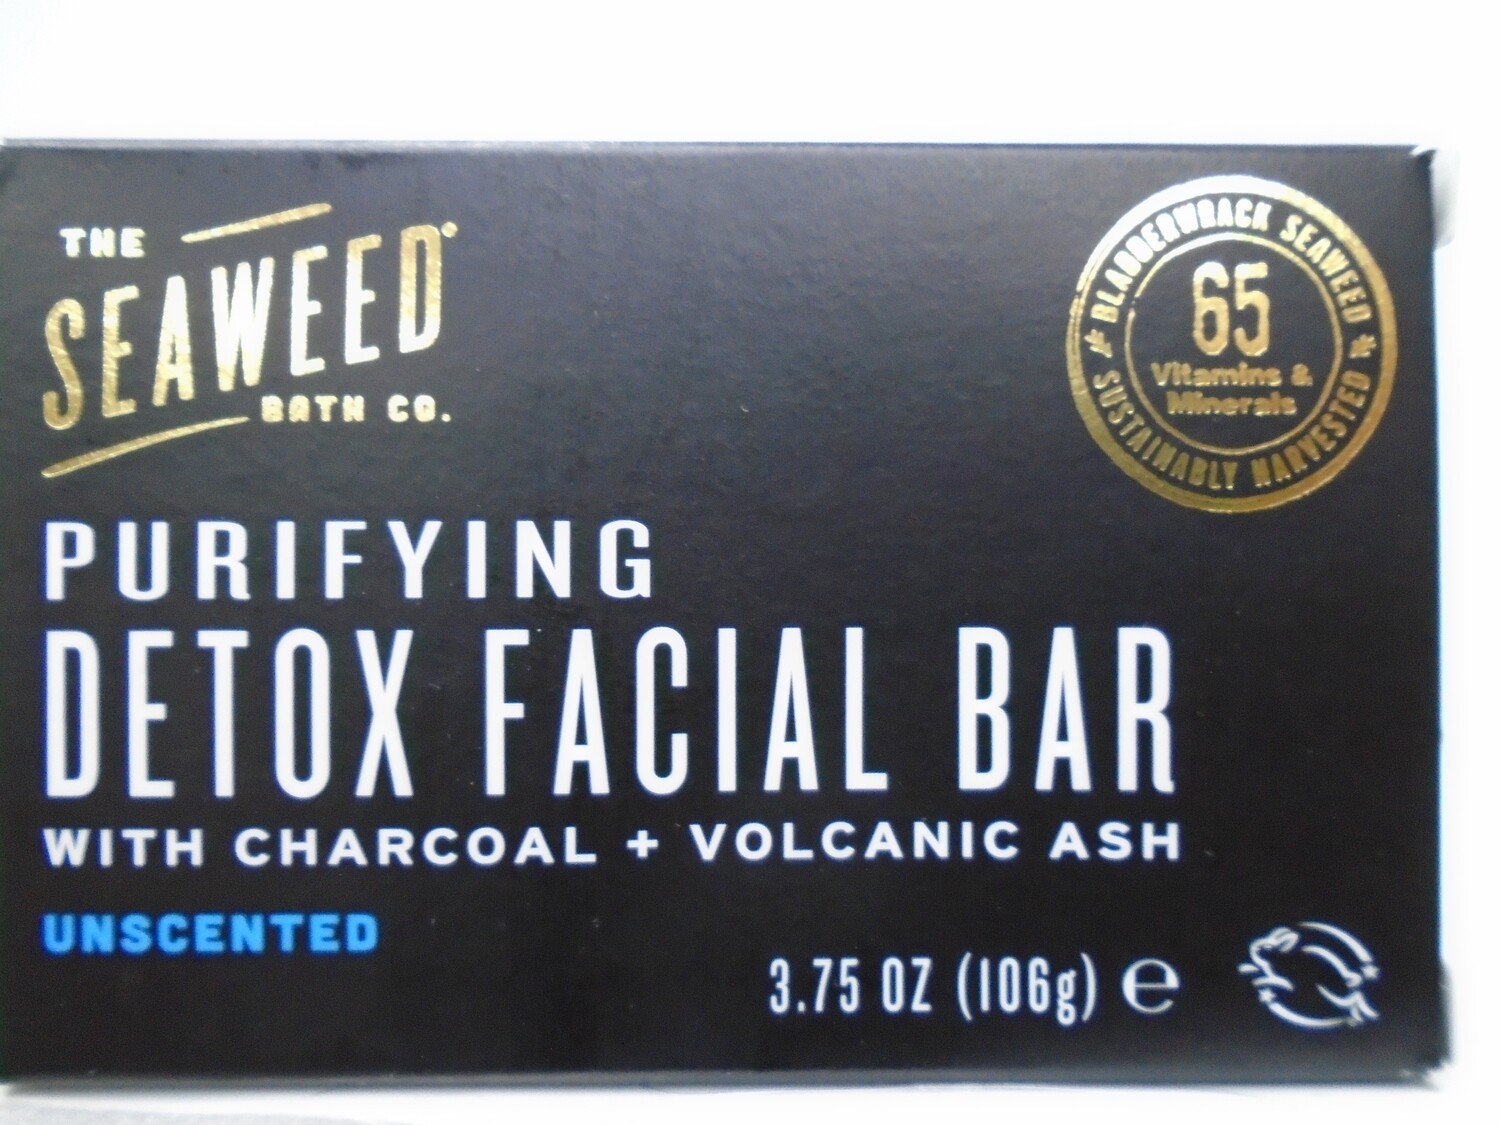 THE
SEAWEED®
BATH CO.
BLADDERWRACK SEAWEED
65
Vitamins &
Minerals
SUSTAINABLY HARVESTED
PURIFYING
DETOX FACIAL BAR
WITH CHARCOAL + VOLCANIC ASH
UNSCENTED
3.75 OZ (106g) e